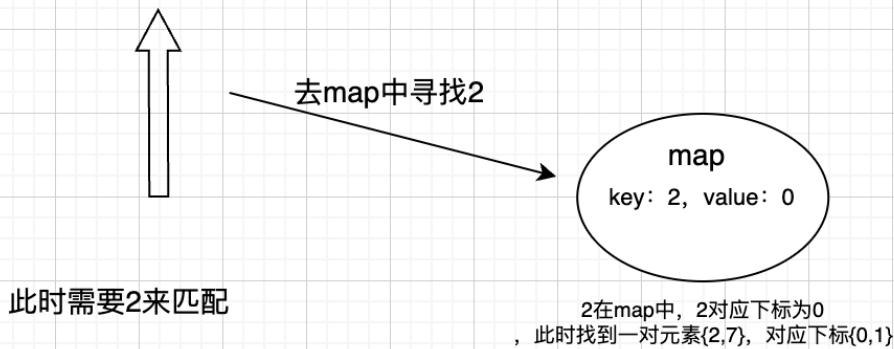 去map中寻找2
map
key：2，value：0
此时需要2来匹配
2在map中，2对应下标为0
，此时找到一对元素{2,7}，对应下标{0,1}